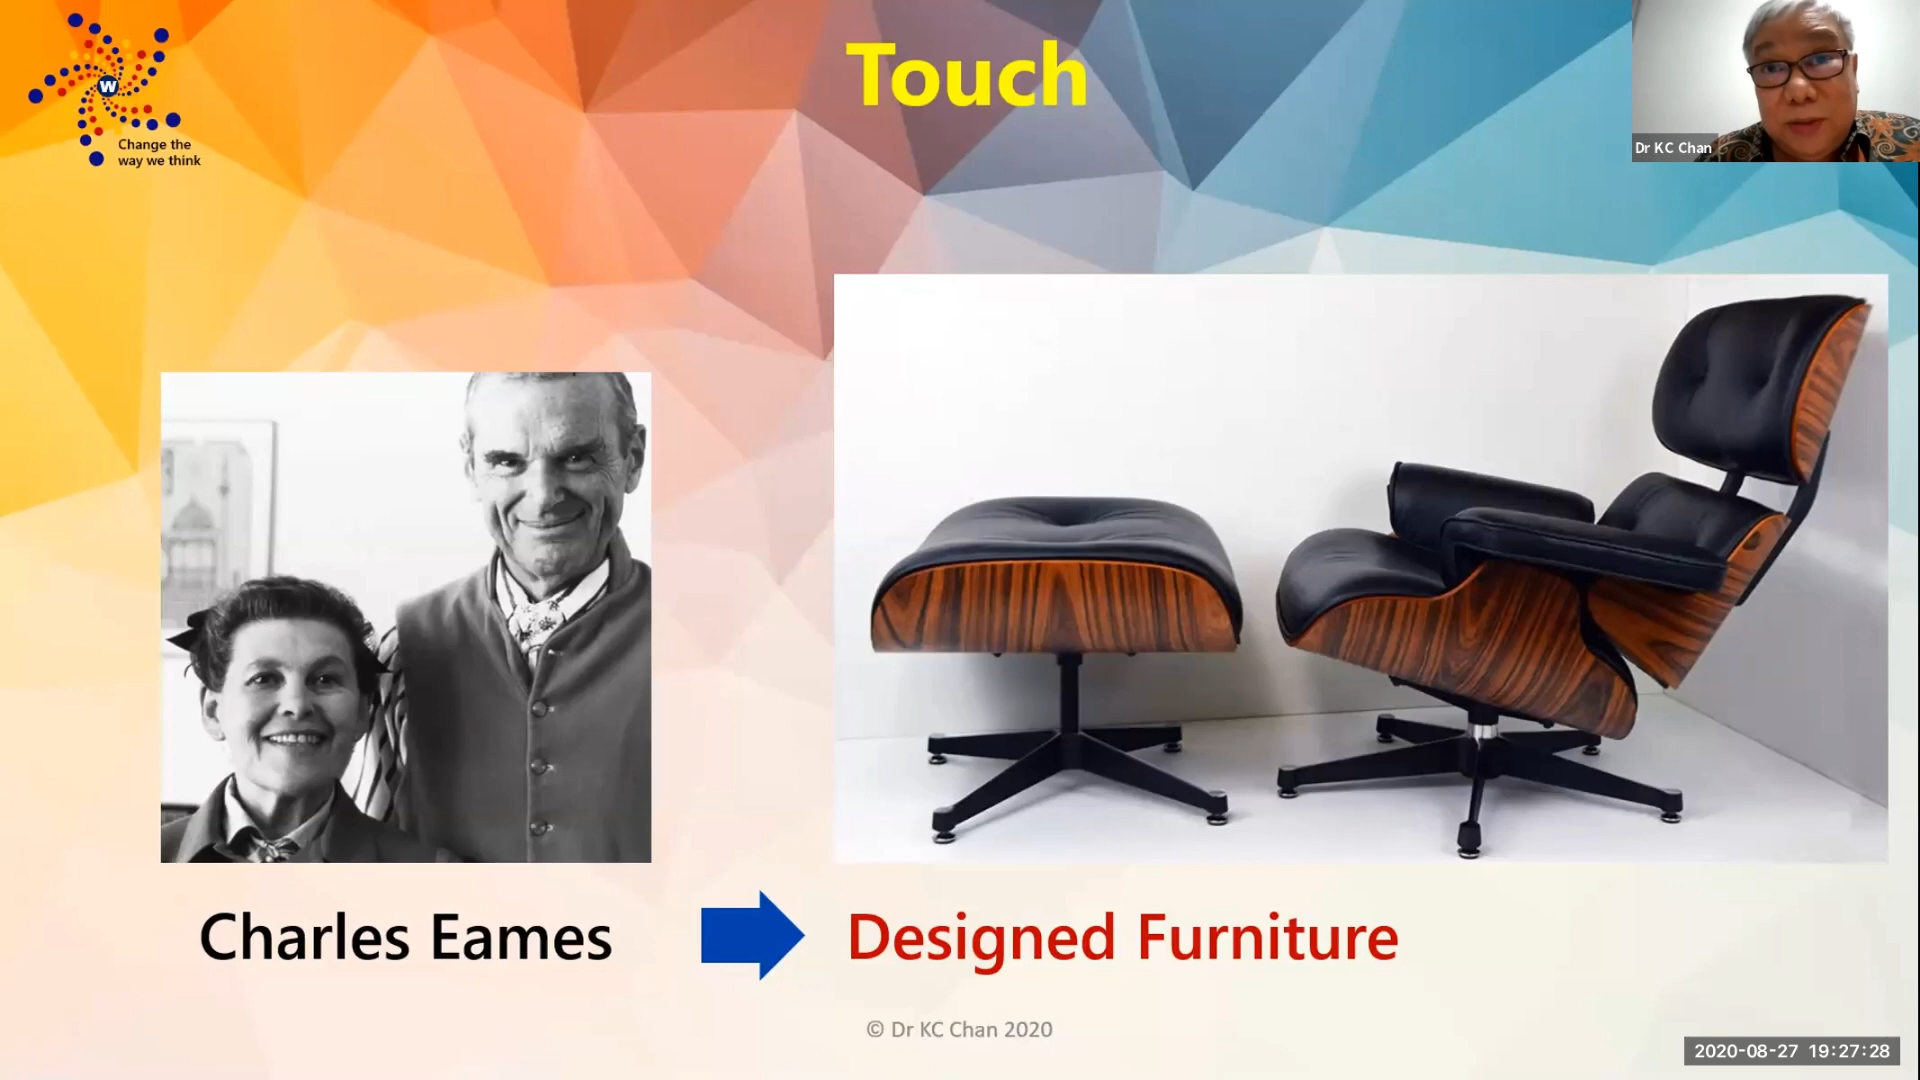 Touch
W
Change the
way we think
Dr KC Chan
Charles Eames
Designed Furniture
© Dr KC Chan 2020
2020-08-27 19:27:28